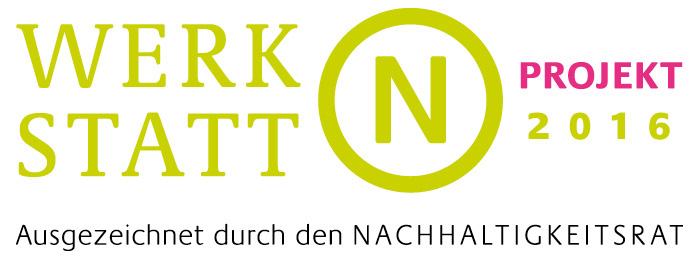 WERK
STATT
N
PROJEKT
2016
Ausgezeichnet durch den NACHHALTIGKEITSRAT